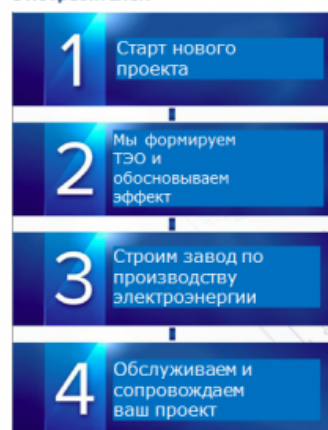 1
Старт нового
проекта
2
Мы формируем
ТЭО и
обосновываем
эффект
3
Строим завод по
производству
электроэнергии
4
Обслуживаем и
сопровождаем
ваш проект